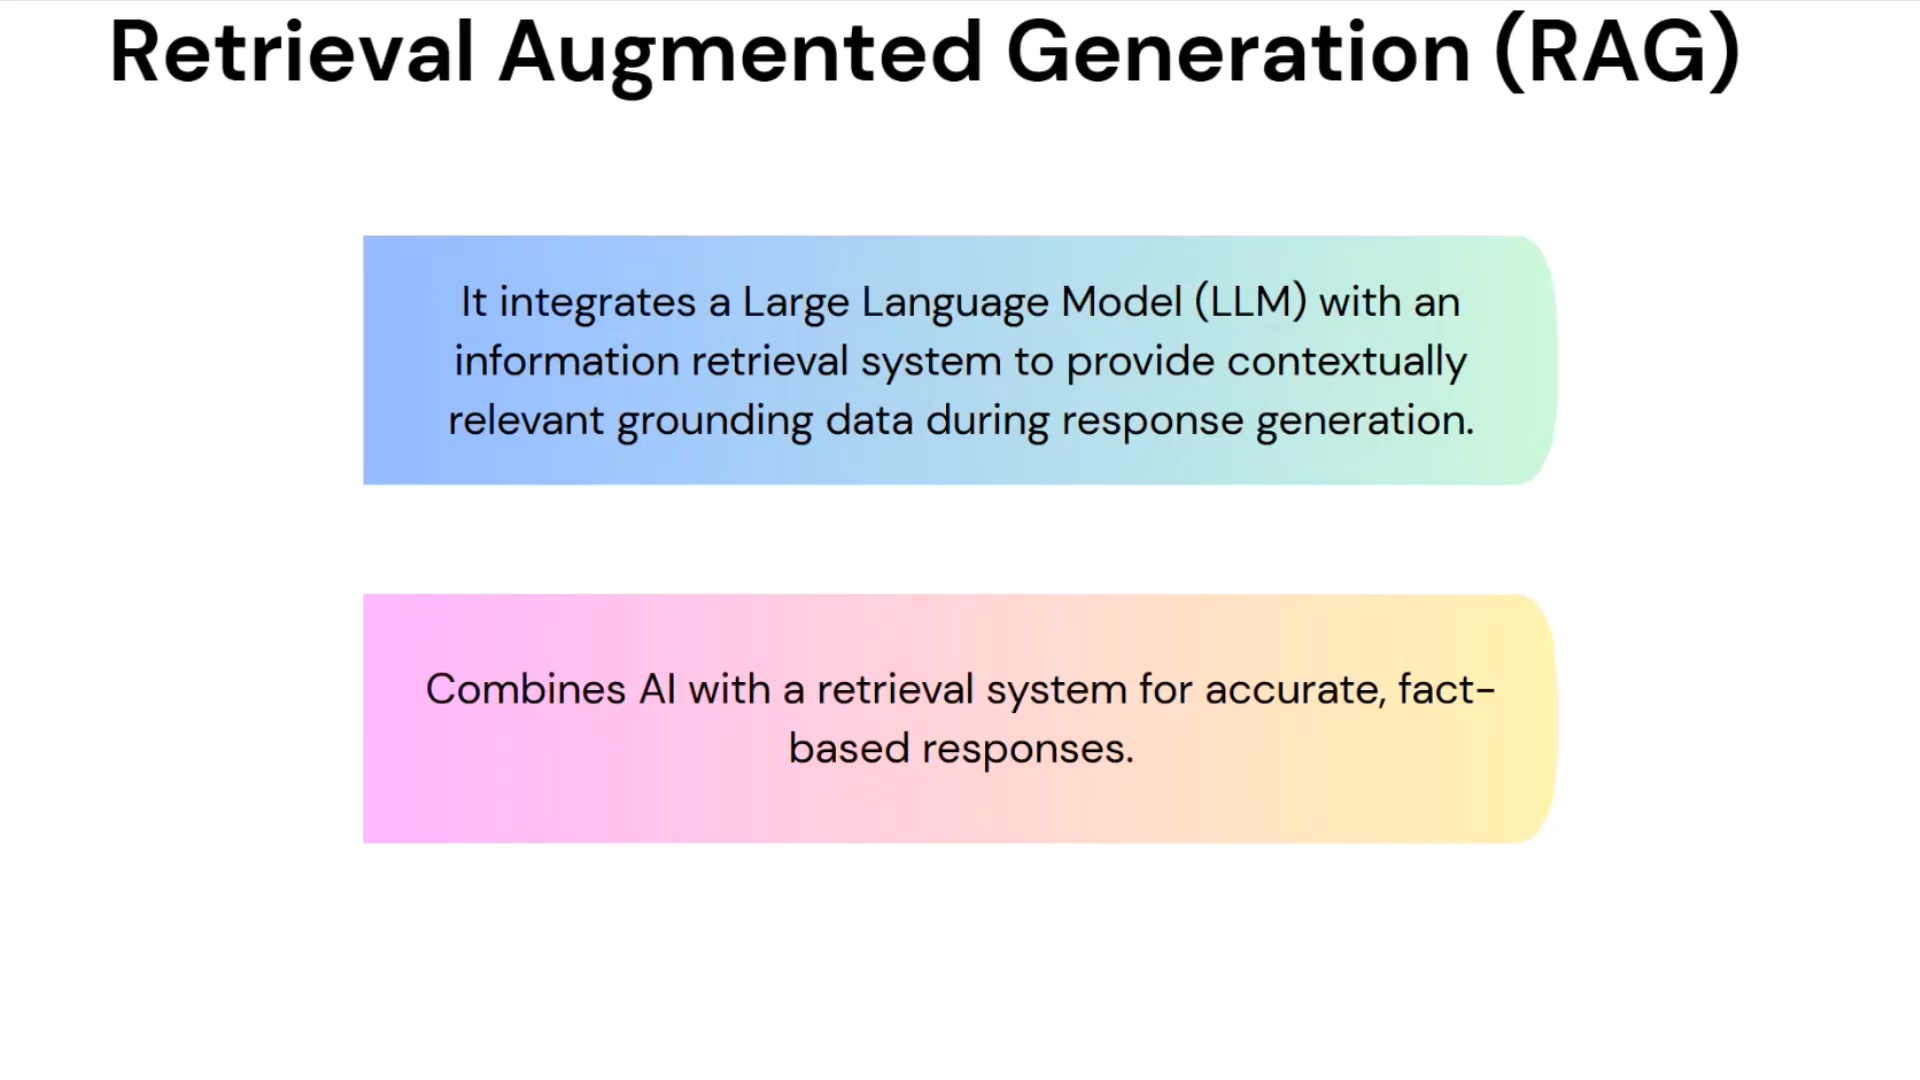 Retrieval Augmented Generation (RAG)
It integrates a Large Language Model (LLM) with an
information retrieval system to provide contextually
relevant grounding data during response generation.
Combines AI with a retrieval system for accurate, fact-
based responses.